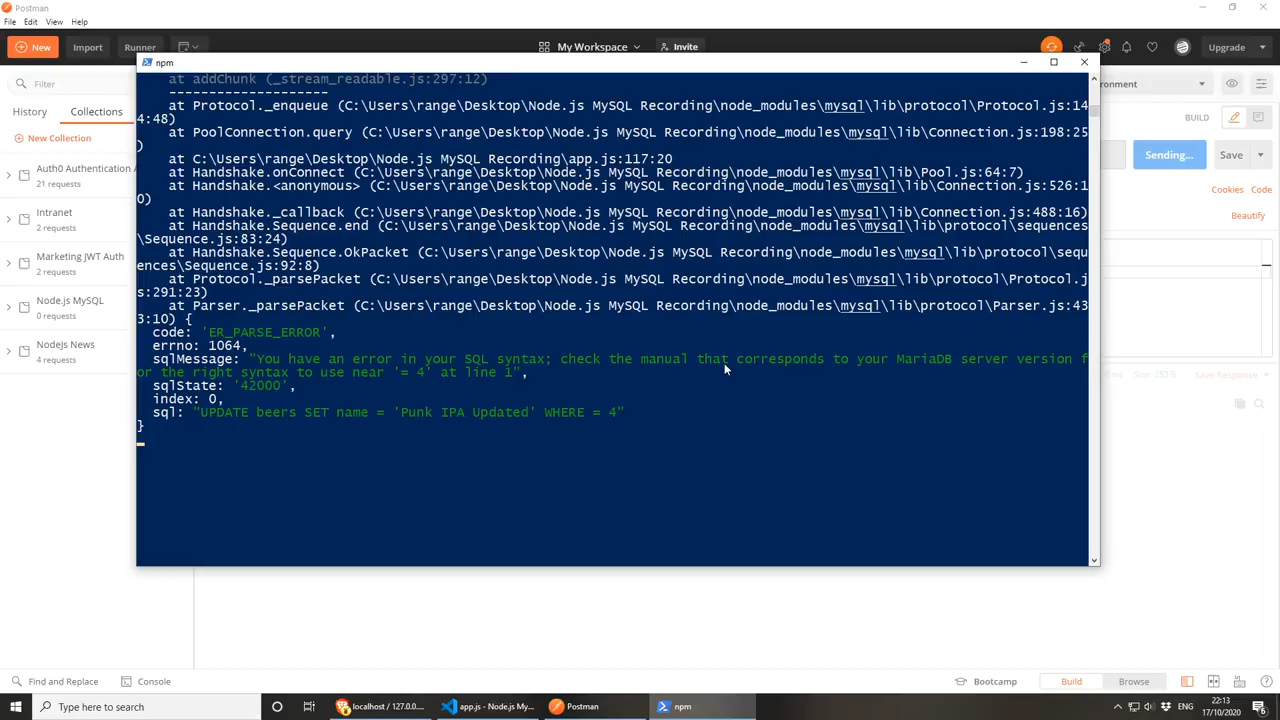 Postman
File Edit View Help
New Import Runner My Workspace Invite Upgrade
npm
Filter
History Collections
New Collection
Auth0 Authentication A
21 requests
Intranet
2 requests
Marketing JWT Auth
2 requests
Node.js MySQL
0 requests
NodeJs News
4 requests
at addChunk (_stream_readable.js:297:12)
--------------------
at Protocol._enqueue (C:\Users\range\Desktop\Node.js MySQL Recording\node_modules\mysql\lib\protocol\Protocol.js:14
4:48)
at PoolConnection.query (C:\Users\range\Desktop\Node.js MySQL Recording\node_modules\mysql\lib\Connection.js:198:25
)
at C:\Users\range\Desktop\Node.js MySQL Recording\app.js:117:20
at Handshake.onConnect (C:\Users\range\Desktop\Node.js MySQL Recording\node_modules\mysql\lib\Pool.js:64:7)
at Handshake.<anonymous> (C:\Users\range\Desktop\Node.js MySQL Recording\node_modules\mysql\lib\Connection.js:526:1
0)
at Handshake._callback (C:\Users\range\Desktop\Node.js MySQL Recording\node_modules\mysql\lib\Connection.js:488:16)
at Handshake.Sequence.end (C:\Users\range\Desktop\Node.js MySQL Recording\node_modules\mysql\lib\protocol\sequences
\Sequence.js:83:24)
at Handshake.Sequence.OkPacket (C:\Users\range\Desktop\Node.js MySQL Recording\node_modules\mysql\lib\protocol\sequ
ences\Sequence.js:92:8)
at Protocol._parsePacket (C:\Users\range\Desktop\Node.js MySQL Recording\node_modules\mysql\lib\protocol\Protocol.j
s:291:23)
at Parser._parsePacket (C:\Users\range\Desktop\Node.js MySQL Recording\node_modules\mysql\lib\protocol\Parser.js:43
3:10) {
code: 'ER_PARSE_ERROR',
errno: 1064,
sqlMessage: "You have an error in your SQL syntax; check the manual that corresponds to your MariaDB server version f
or the right syntax to use near '= 4' at line 1",
sqlState: '42000',
index: 0,
sql: "UPDATE beers SET name = 'Punk IPA Updated' WHERE = 4"
}
ronment
BUILD
Sending... Save
Cookies Code
Beautify
Save Response
Find and Replace Console Bootcamp Build Browse
Type here to search
localhost / 127.0.0....
app.js - Node.js My...
Postman
npm
ENG
22:13
17/10/2020